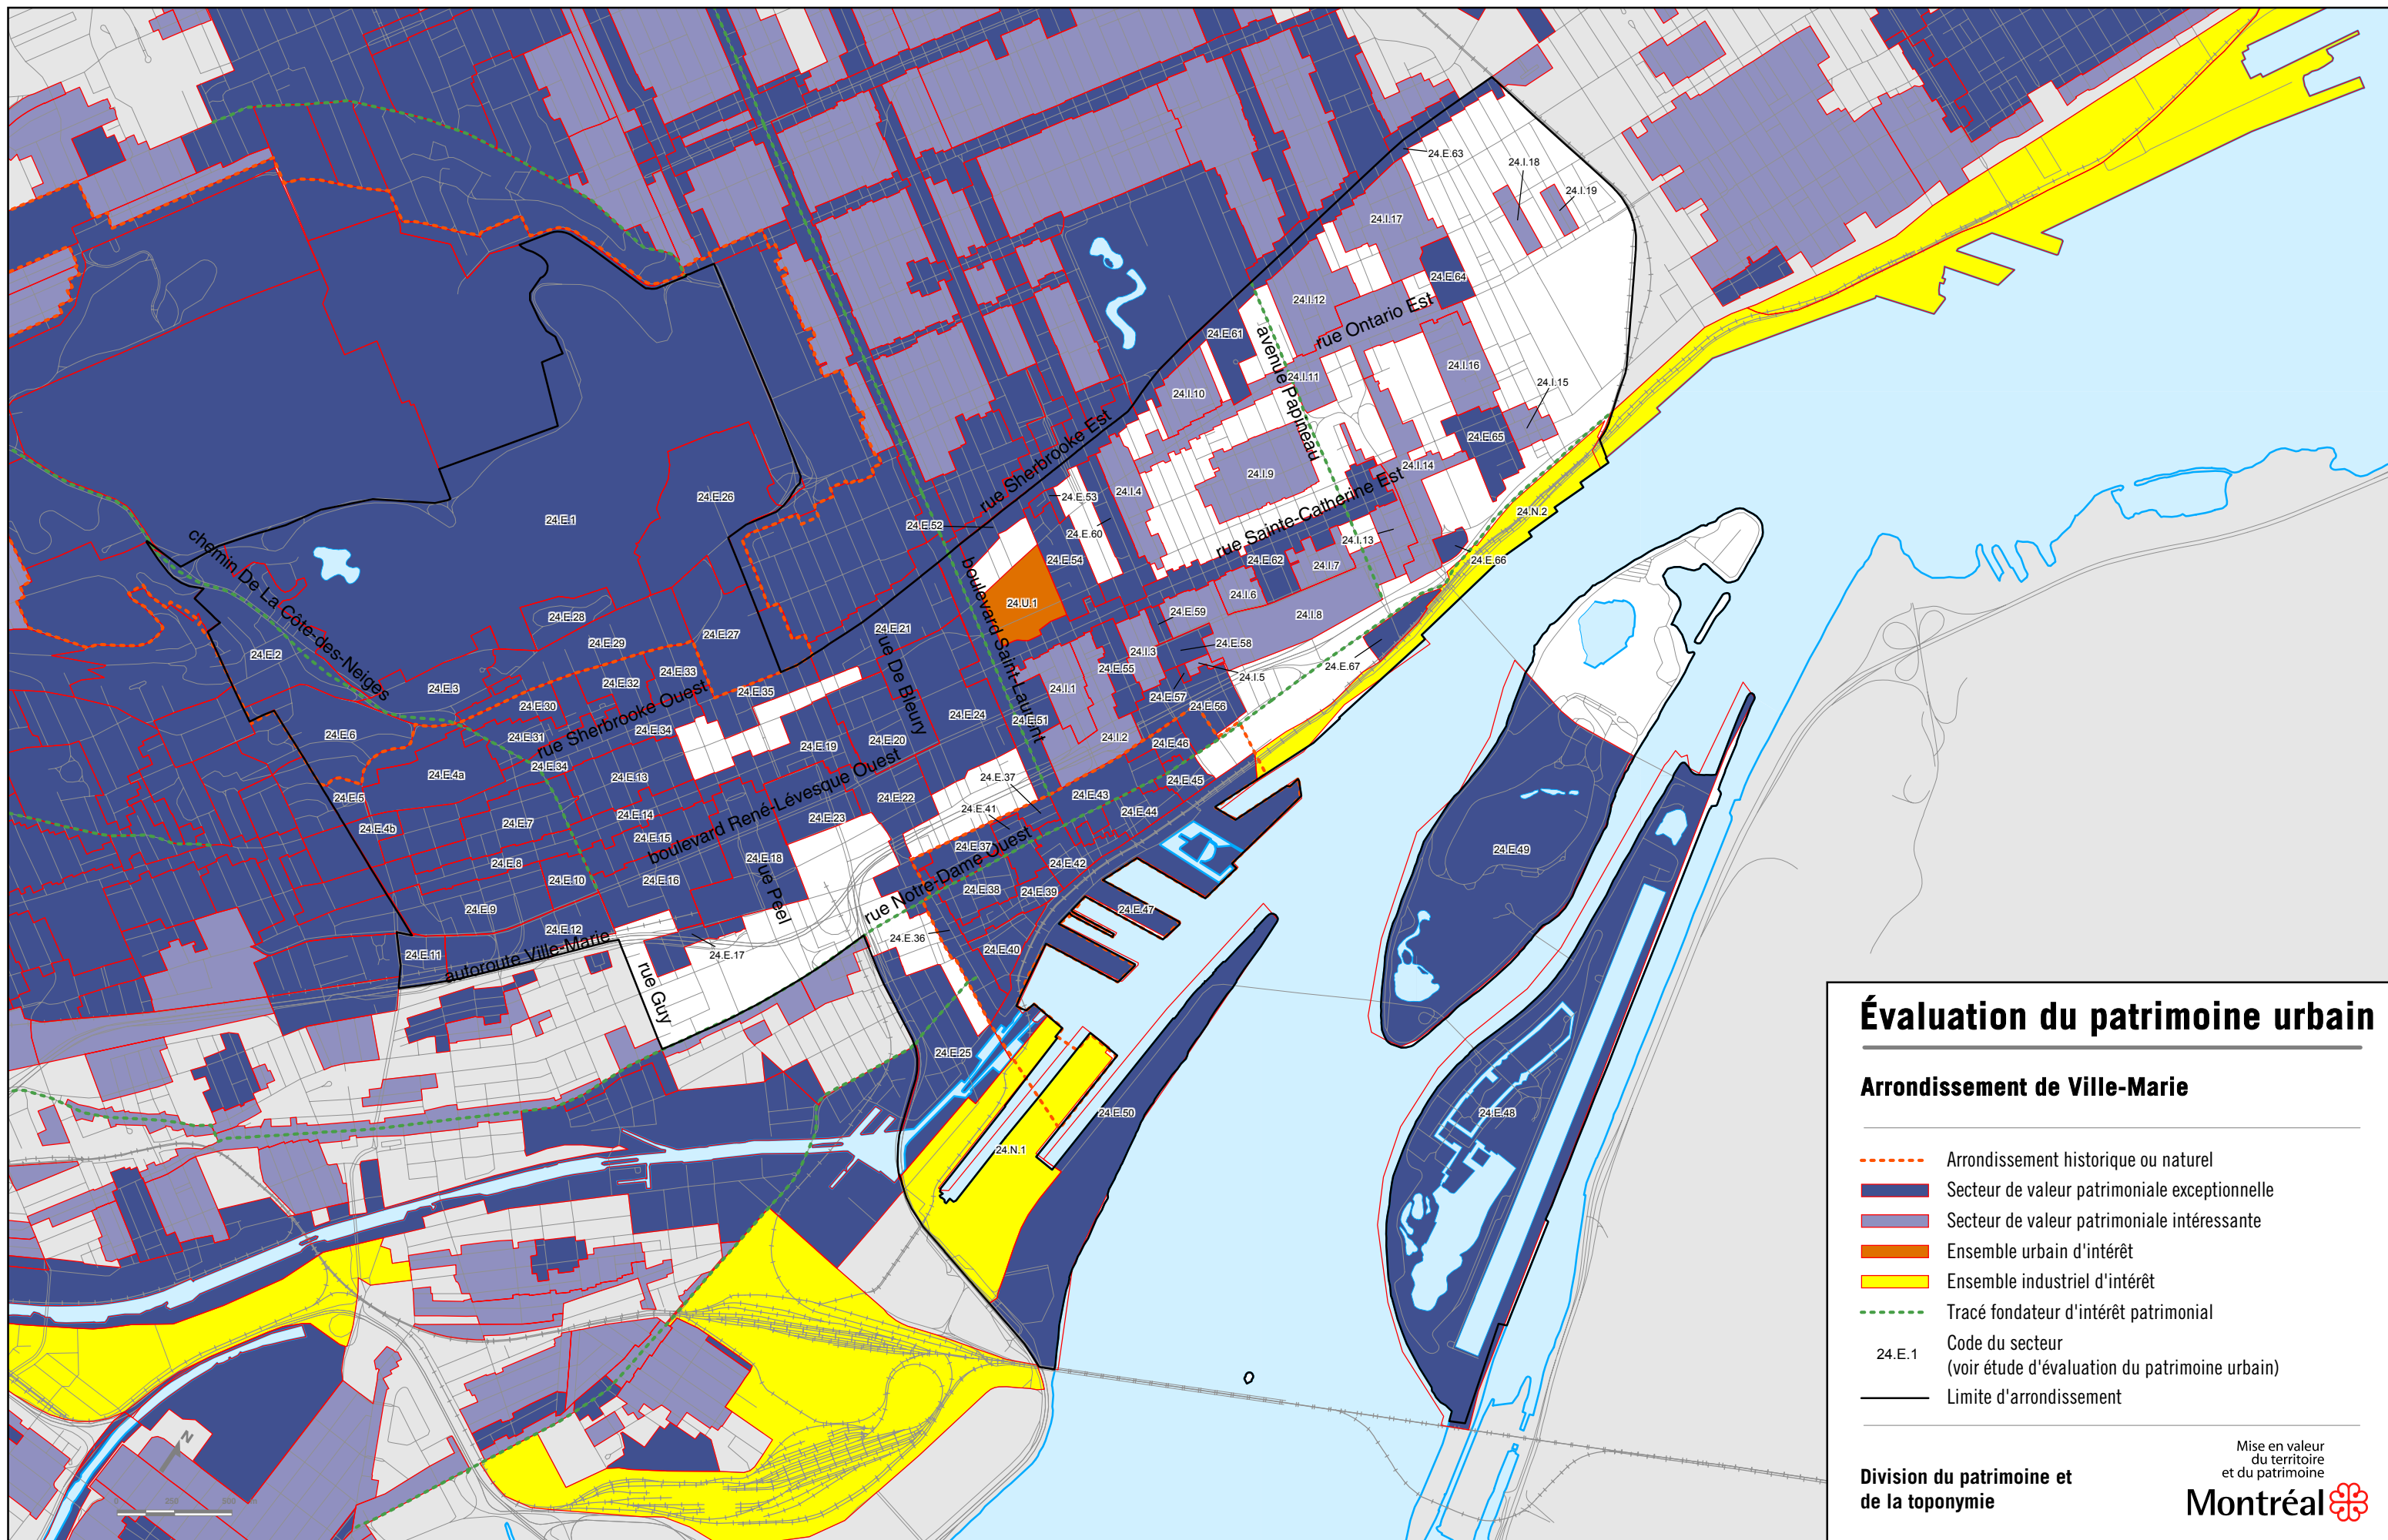 24.E.63
24.I.18
24.I.19
24.I.17
24.E.64
24.I.12
rue Ontario Est
24.E.61
avenue Papineau
24.I.16
24.I.11
24.I.15
24.I.10
rue Sherbrooke Est
24.E.65
24.I.14
24.I.9
24.I.4
24.E.53
24.E.26
24.E.1
24.E.52
24.E.60
rue Sainte-Catherine Est
24.N.2
24.I.13
24.E.66
24.E.62
24.E.54
24.I.7
chemin De La Côte-des-Neiges
24.I.6
24.U.1
24.E.59
24.I.8
24.E.28
24.E.29
24.E.27
24.E.21
boulevard Saint-Laurent
24.E.58
24.I.3
24.E.2
24.E.55
24.E.67
24.I.5
24.E.33
24.E.32
24.E.3
24.E.35
rue Sherbrooke Ouest
24.I.1
24.E.57
24.E.56
24.E.30
ue De Bleury
24.E.24
24.E.51
24.E.34
24.E.31
24.E.6
24.I.2
24.E.46
24.E.20
24.E.19
24.E.34
24.E.4a
24.E.13
24.E.37
24.E.45
24.E.5
boulevard René-Lévesque Ouest
24.E.22
24.E.43
24.E.41
24.E.44
24.E.14
24.E.23
24.E.7
24.E.4b
24.E.15
24.E.37
24.E.49
24.E.18
24.E.8
24.E.42
24.E.10
24.E.16
rue Peel
rue Notre-Dame Ouest
24.E.38
24.E.39
24.E.9
24.E.47
24.E.12
24.E.36
24.E.40
24.E.11
autoroute Ville-Marie
24.E.17
rue Guy
24.E.25
24.E.50
24.E.48
24.N.1
N
Évaluation du patrimoine urbain
Arrondissement de Ville-Marie
Arrondissement historique ou naturel
Secteur de valeur patrimoniale exceptionnelle
Secteur de valeur patrimoniale intéressante
Ensemble urbain d'intérêt
Ensemble industriel d'intérêt
Tracé fondateur d'intérêt patrimonial
24.E.1
Code du secteur
(voir étude d'évaluation du patrimoine urbain)
Limite d'arrondissement
Division du patrimoine et
de la toponymie
Mise en valeur
du territoire
et du patrimoine
Montréal